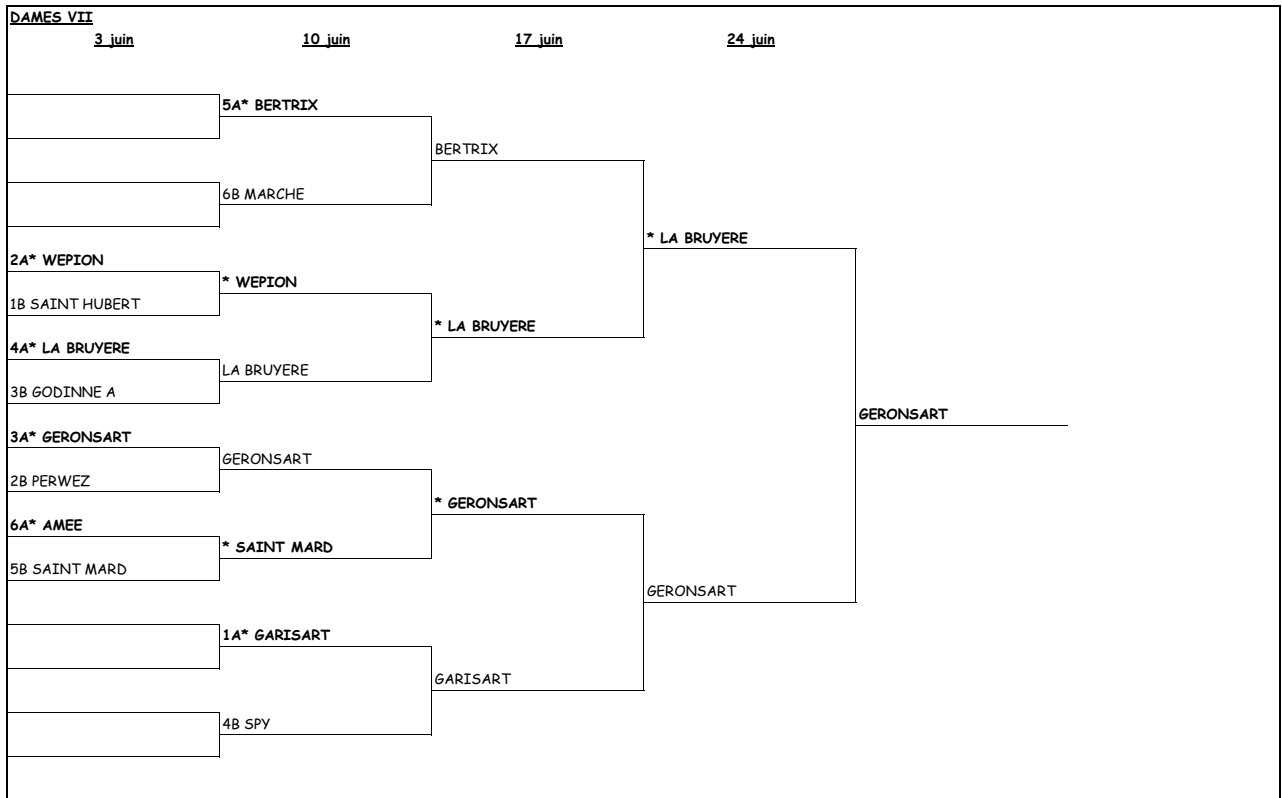 DAMES VII
3 juin 10 juin 17 juin 24 juin
5A* BERTRIX
BERTRIX
6B MARCHE
* LA BRUYERE
2A* WEPION
* WEPION
1B SAINT HUBERT
* LA BRUYERE
4A* LA BRUYERE
LA BRUYERE
3B GODINNE A
GERONSART
3A* GERONSART
GERONSART
2B PERWEZ
* GERONSART
6A* AMEE
* SAINT MARD
5B SAINT MARD
GERONSART
1A* GARISART
GARISART
4B SPY